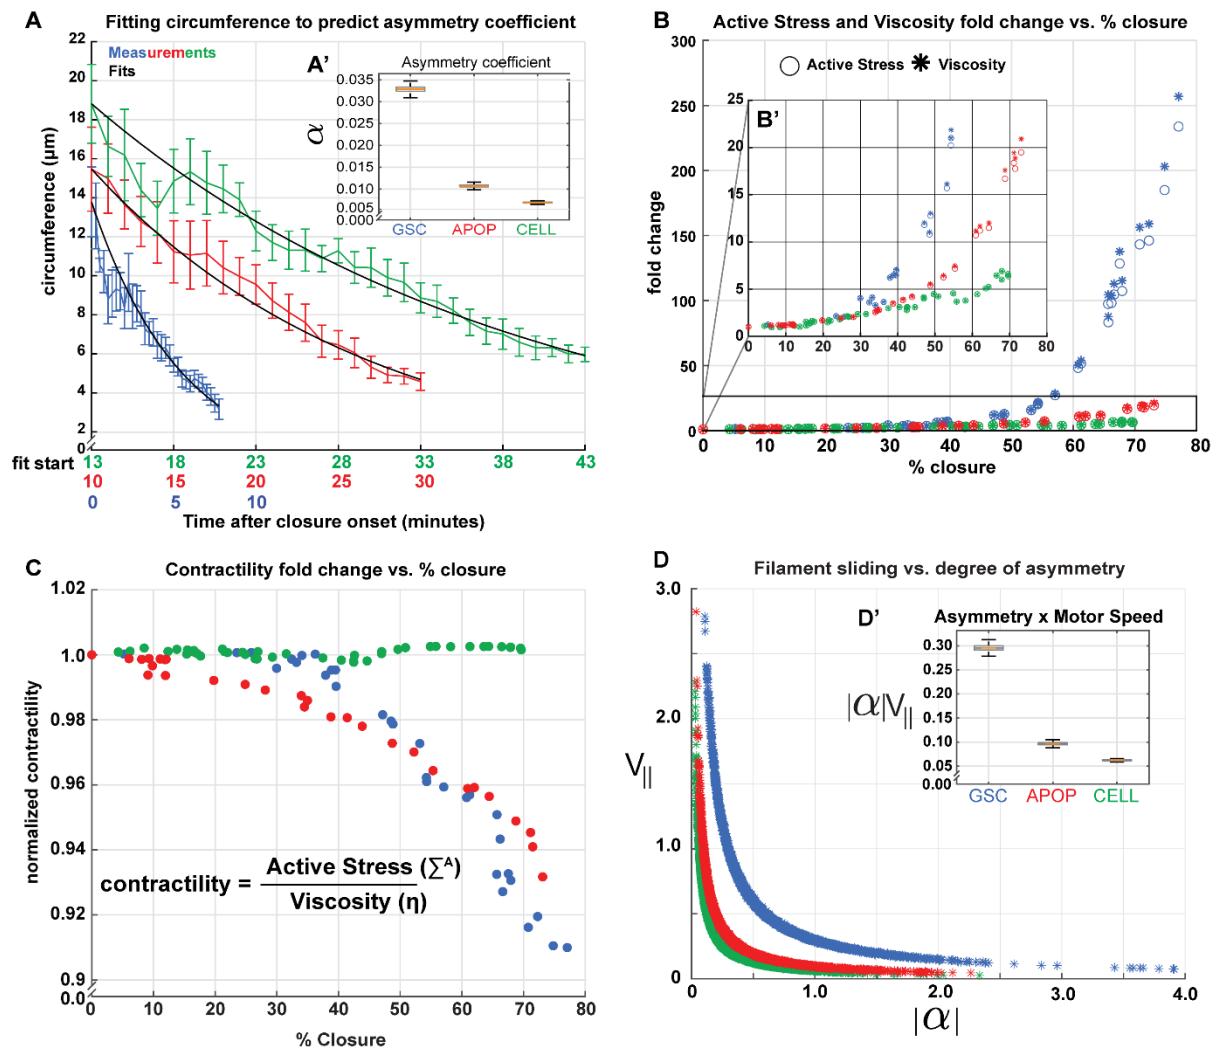 A
Fitting circumference to predict asymmetry coefficient
Measurements
Fits
A'
Asymmetry coefficient
α
0.035
0.030
0.025
0.020
0.015
0.010
0.005
0.000
GSC APOP CELL
circumference (µm)
22
20
18
16
14
12
10
8
6
4
2
0
fit start
13 18 23 28 33 38 43
10 15 20 25 30
0 5 10
Time after closure onset (minutes)
B
Active Stress and Viscosity fold change vs. % closure
Active Stress Viscosity
B'
25
20
15
10
5
0
0 10 20 30 40 50 60 70 80
fold change
300
250
200
150
100
50
0
0 10 20 30 40 50 60 70 80
% closure
C
Contractility fold change vs. % closure
normalized contractility
1.02
1.0
0.98
0.96
0.94
0.92
0.9
0.0
contractility = Active Stress (∑ᴬ)
Viscosity (η)
0 10 20 30 40 50 60 70 80
% Closure
D
Filament sliding vs. degree of asymmetry
D'
Asymmetry x Motor Speed
|α|V||
0.30
0.20
0.15
0.10
0.05
0.00
GSC APOP CELL
V||
3.0
2.0
1.0
0
0 1.0 2.0 3.0 4.0
|α|